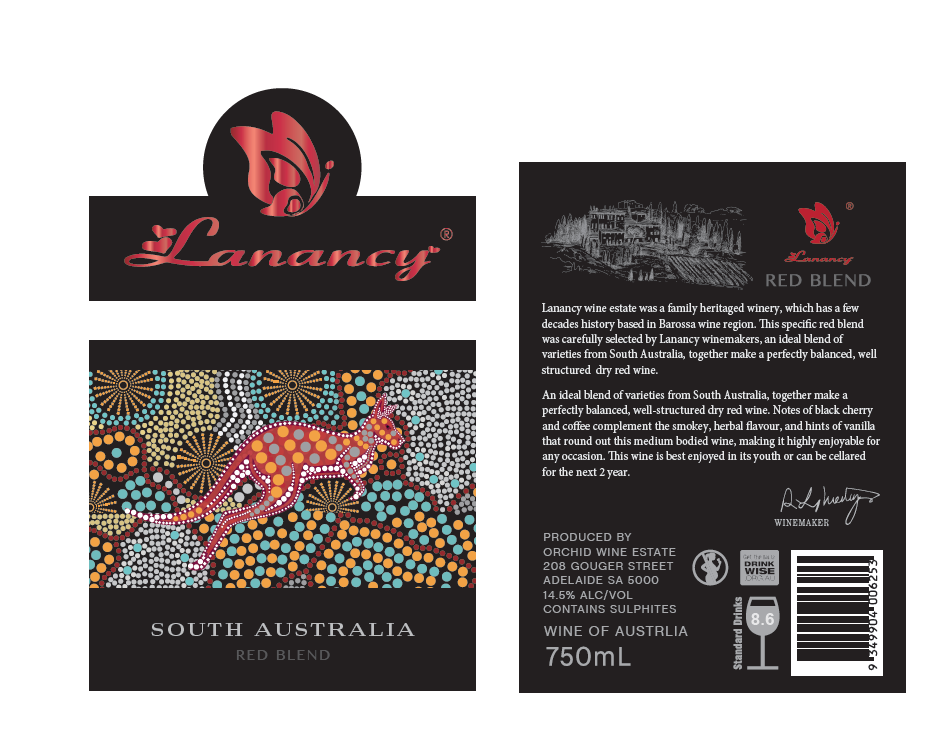 Lanancy ®
SOUTH AUSTRALIA
RED BLEND
®
Lanancy
RED BLEND
Lanancy wine estate was a family heritaged winery, which has a few
decades history based in Barossa wine region. This specific red blend
was carefully selected by Lanancy winemakers, an ideal blend of
varieties from South Australia, together make a perfectly balanced, well
structured dry red wine.
An ideal blend of varieties from South Australia, together make a
perfectly balanced, well-structured dry red wine. Notes of black cherry
and coffee complement the smokey, herbal flavour, and hints of vanilla
that round out this medium bodied wine, making it highly enjoyable for
any occasion. This wine is best enjoyed in its youth or can be cellared
for the next 2 year.
WINEMAKER
PRODUCED BY
ORCHID WINE ESTATE
208 GOUGER STREET
ADELAIDE SA 5000
14.5% ALC/VOL
CONTAINS SULPHITES
WINE OF AUSTRLIA
750mL
Get the facts
DRINK
WISE
.ORG.AU
Standard Drinks
8.6
9 349904 006253